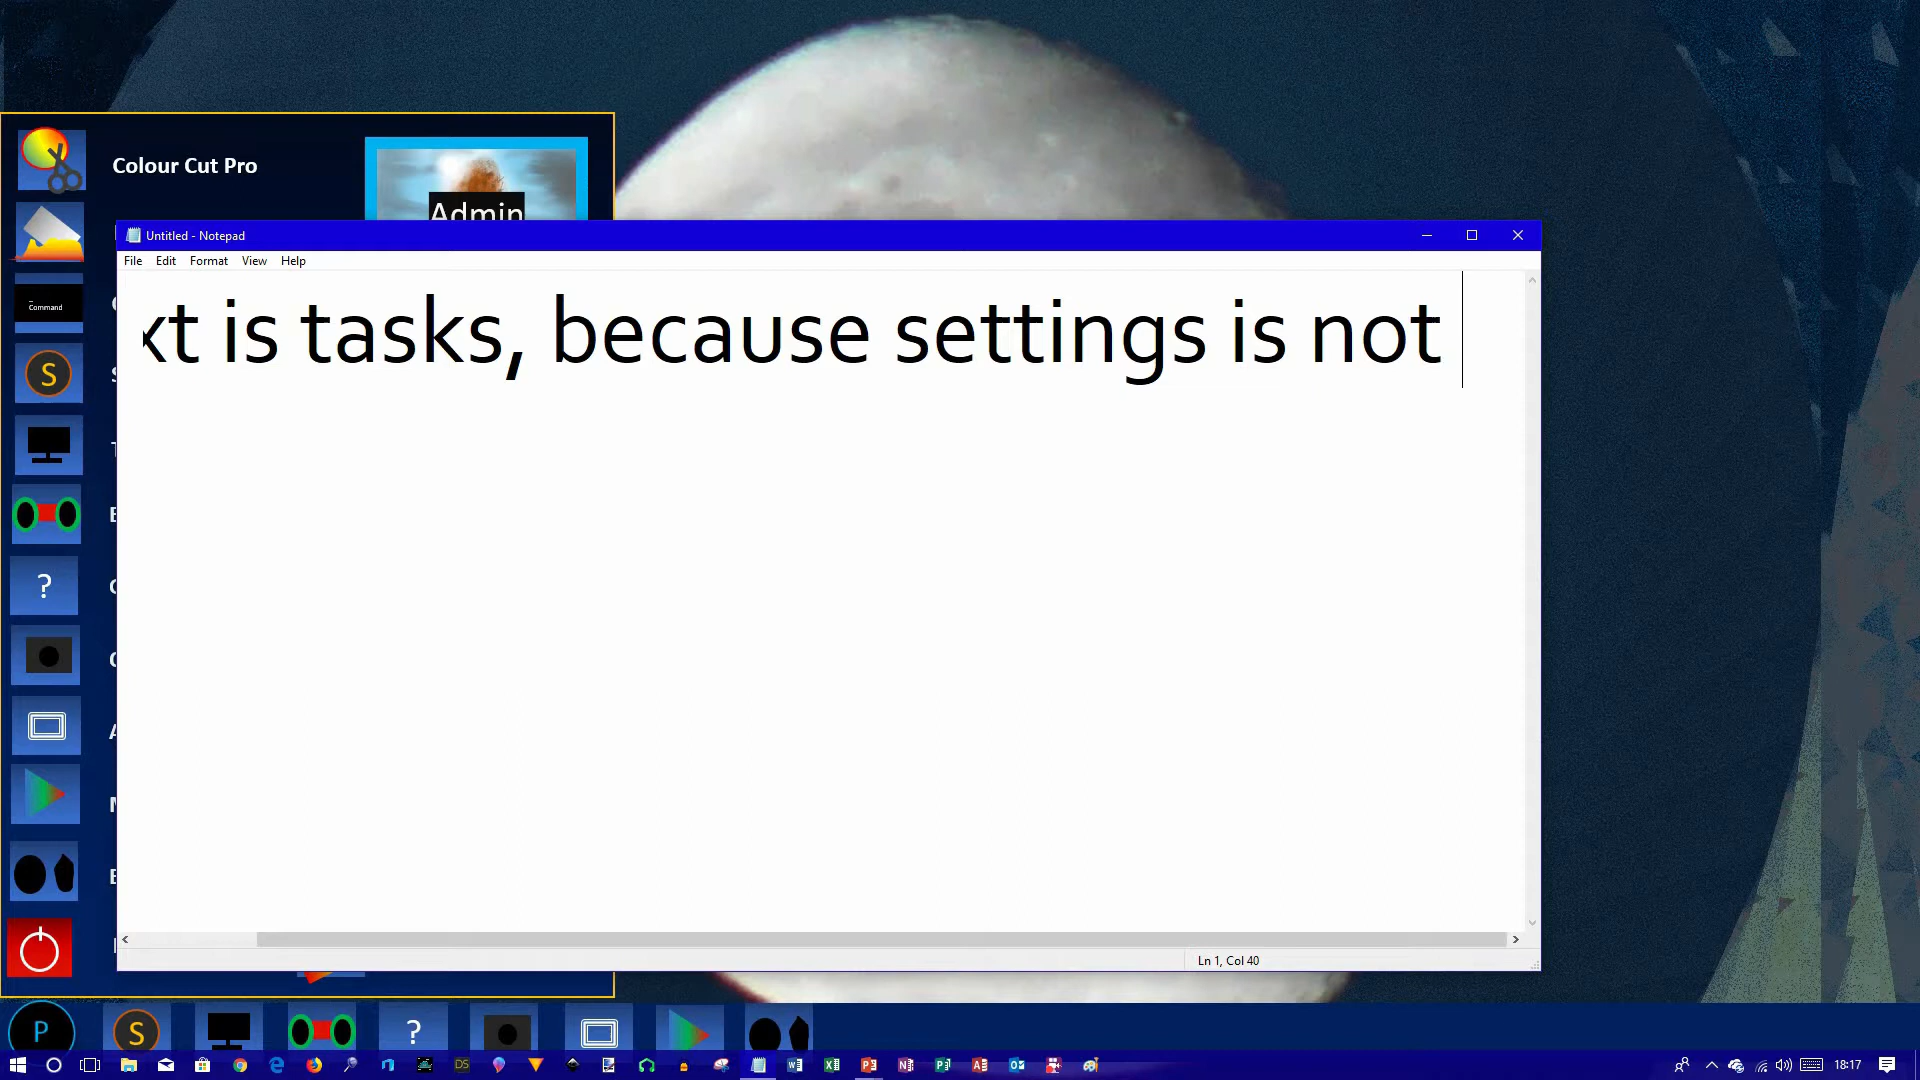 Colour Cut Pro
Admin
Command
S
?
Untitled - Notepad
File Edit Format View Help
xt is tasks, because settings is not
Ln 1, Col 40
P
S
?
18:17